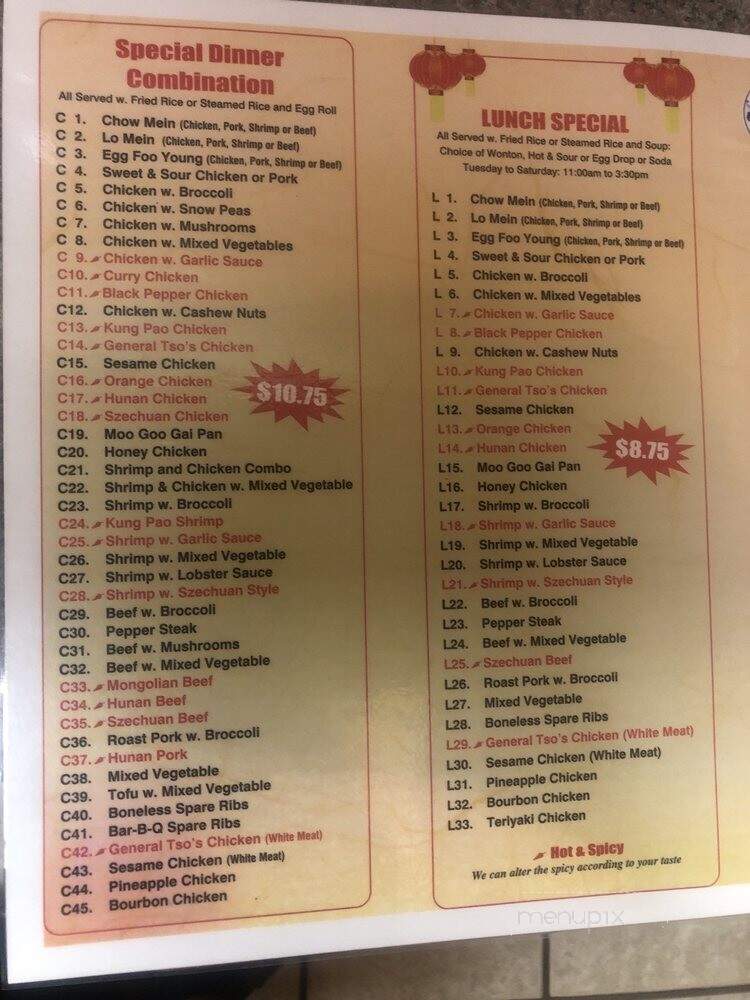 Special Dinner
Combination
All Served w. Fried Rice or Steamed Rice and Egg Roll
C 1. Chow Mein (Chicken, Pork, Shrimp or Beef)
C 2. Lo Mein (Chicken, Pork, Shrimp or Beef)
C 3. Egg Foo Young (Chicken, Pork, Shrimp or Beef)
C 4. Sweet & Sour Chicken or Pork
C 5. Chicken w. Broccoli
C 6. Chicken w. Snow Peas
C 7. Chicken w. Mushrooms
C 8. Chicken w. Mixed Vegetables
C 9. Chicken w. Garlic Sauce
C10. Curry Chicken
C11. Black Pepper Chicken
C12. Chicken w. Cashew Nuts
C13. Kung Pao Chicken
C14. General Tso's Chicken
C15. Sesame Chicken
C16. Orange Chicken
C17. Hunan Chicken
C18. Szechuan Chicken
$10.75
C19. Moo Goo Gai Pan
C20. Honey Chicken
C21. Shrimp and Chicken Combo
C22. Shrimp & Chicken w. Mixed Vegetable
C23. Shrimp w. Broccoli
C24. Kung Pao Shrimp
C25. Shrimp w. Garlic Sauce
C26. Shrimp w. Mixed Vegetable
C27. Shrimp w. Lobster Sauce
C28. Shrimp w. Szechuan Style
C29. Beef w. Broccoli
C30. Pepper Steak
C31. Beef w. Mushrooms
C32. Beef w. Mixed Vegetable
C33. Mongolian Beef
C34. Hunan Beef
C35. Szechuan Beef
C36. Roast Pork w. Broccoli
C37. Hunan Pork
C38. Mixed Vegetable
C39. Tofu w. Mixed Vegetable
C40. Boneless Spare Ribs
C41. Bar-B-Q Spare Ribs
C42. General Tso's Chicken (White Meat)
C43. Sesame Chicken (White Meat)
C44. Pineapple Chicken
C45. Bourbon Chicken
LUNCH SPECIAL
All Served w. Fried Rice or Steamed Rice and Soup:
Choice of Wonton, Hot & Sour or Egg Drop or Soda
Tuesday to Saturday: 11:00am to 3:30pm
L 1. Chow Mein (Chicken, Pork, Shrimp or Beef)
L 2. Lo Mein (Chicken, Pork, Shrimp or Beef)
L 3. Egg Foo Young (Chicken, Pork, Shrimp or Beef)
L 4. Sweet & Sour Chicken or Pork
L 5. Chicken w. Broccoli
L 6. Chicken w. Mixed Vegetables
L 7. Chicken w. Garlic Sauce
L 8. Black Pepper Chicken
L 9. Chicken w. Cashew Nuts
L10. Kung Pao Chicken
L11. General Tso's Chicken
L12. Sesame Chicken
L13. Orange Chicken
L14. Hunan Chicken
$8.75
L15. Moo Goo Gai Pan
L16. Honey Chicken
L17. Shrimp w. Broccoli
L18. Shrimp w. Garlic Sauce
L19. Shrimp w. Mixed Vegetable
L20. Shrimp w. Lobster Sauce
L21. Shrimp w. Szechuan Style
L22. Beef w. Broccoli
L23. Pepper Steak
L24. Beef w. Mixed Vegetable
L25. Szechuan Beef
L26. Roast Pork w. Broccoli
L27. Mixed Vegetable
L28. Boneless Spare Ribs
L29. General Tso's Chicken (White Meat)
L30. Sesame Chicken (White Meat)
L31. Pineapple Chicken
L32. Bourbon Chicken
L33. Teriyaki Chicken
Hot & Spicy
We can alter the spicy according to your taste
menupix